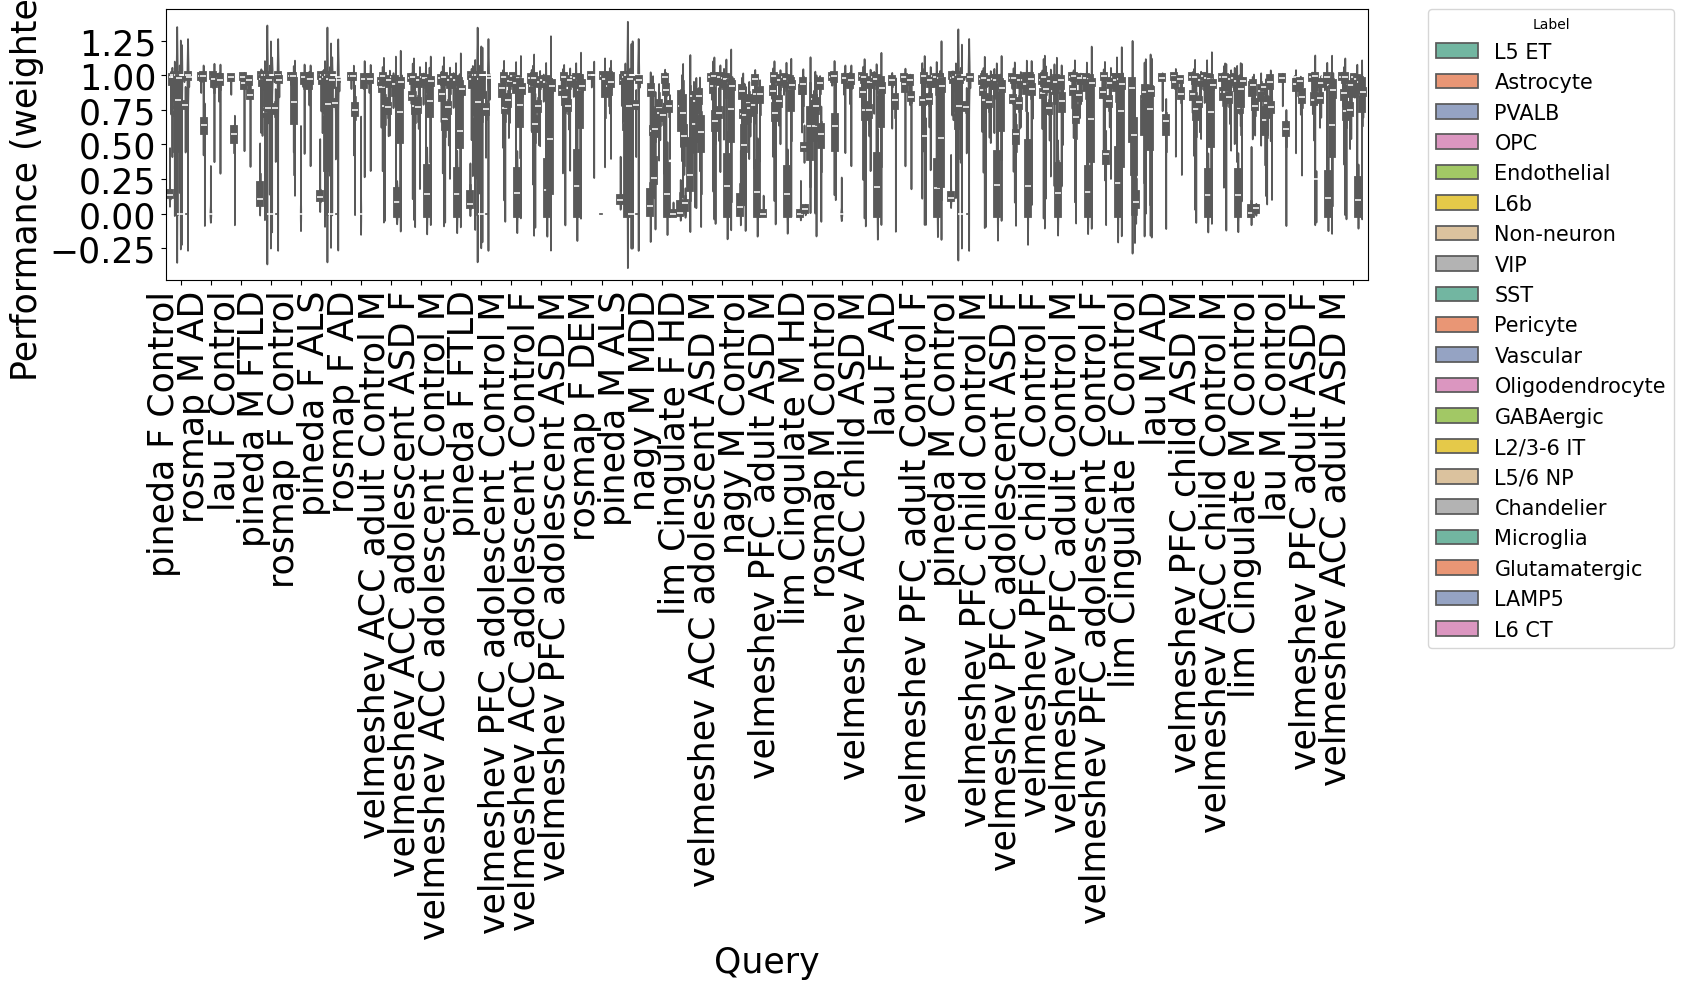 Performance (weighte
1.25
1.00
0.75
0.50
0.25
0.00
−0.25
pineda F Control
rosmap M AD
lau F Control
pineda M FTLD
rosmap F Control
pineda F ALS
rosmap F AD
velmeshev ACC adult Control M
velmeshev ACC adolescent ASD F
velmeshev ACC adolescent Control M
pineda F FTLD
velmeshev PFC adolescent Control M
velmeshev ACC adolescent Control F
velmeshev PFC adolescent ASD M
rosmap F DEM
pineda M ALS
nagy M MDD
lim Cingulate F HD
velmeshev ACC adolescent ASD M
nagy M Control
velmeshev PFC adult ASD M
lim Cingulate M HD
rosmap M Control
velmeshev ACC child ASD M
lau F AD
velmeshev PFC adult Control F
pineda M Control
velmeshev PFC child Control M
velmeshev PFC adolescent ASD F
velmeshev PFC child Control F
velmeshev PFC adult Control M
velmeshev PFC adolescent Control F
lim Cingulate F Control
lau M AD
velmeshev PFC child ASD M
velmeshev ACC child Control M
lim Cingulate M Control
lau M Control
velmeshev PFC adult ASD F
velmeshev ACC adult ASD M
Query
Label
L5 ET
Astrocyte
PVALB
OPC
Endothelial
L6b
Non-neuron
VIP
SST
Pericyte
Vascular
Oligodendrocyte
GABAergic
L2/3-6 IT
L5/6 NP
Chandelier
Microglia
Glutamatergic
LAMP5
L6 CT